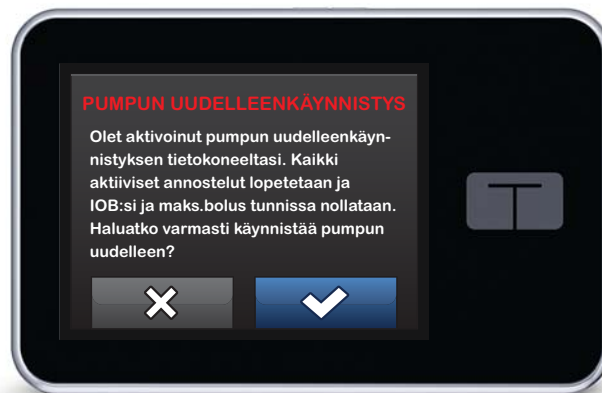 PUMPUN UUDELLEENKÄYNNISTYS
Olet aktivoinut pumpun uudelleenkäyn-
nistyksen tietokoneeltasi. Kaikki
aktiiviset annostelut lopetetaan ja
IOB:si ja maks.bolus tunnissa nollataan.
Haluatko varmasti käynnistää pumpun
uudelleen?